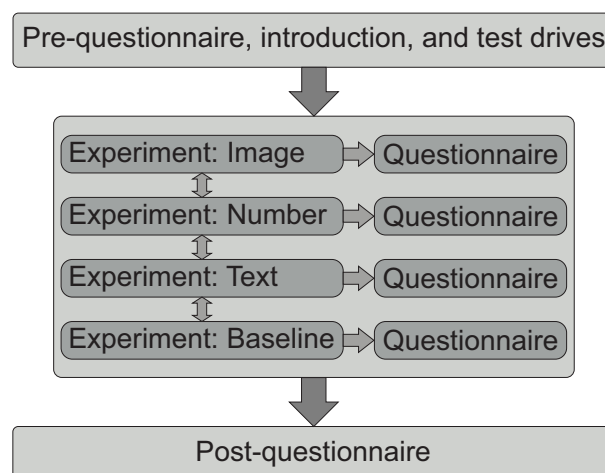 Pre-questionnaire, introduction, and test drives
Experiment: Image
Questionnaire
Experiment: Number
Questionnaire
Experiment: Text
Questionnaire
Experiment: Baseline
Questionnaire
Post-questionnaire